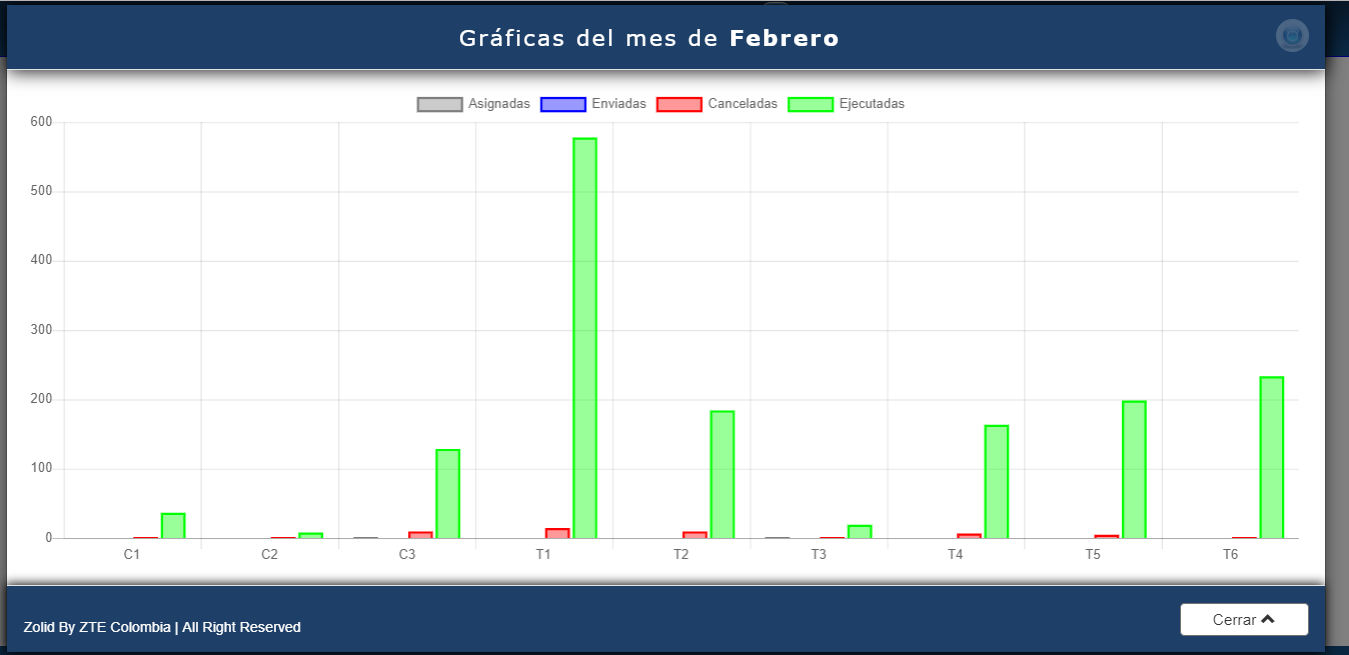 Gráficas del mes de Febrero
Asignadas Enviadas Canceladas Ejecutadas
600
500
400
300
200
100
0
C1 C2 C3 T1 T2 T3 T4 T5 T6
Zolid By ZTE Colombia | All Right Reserved
Cerrar